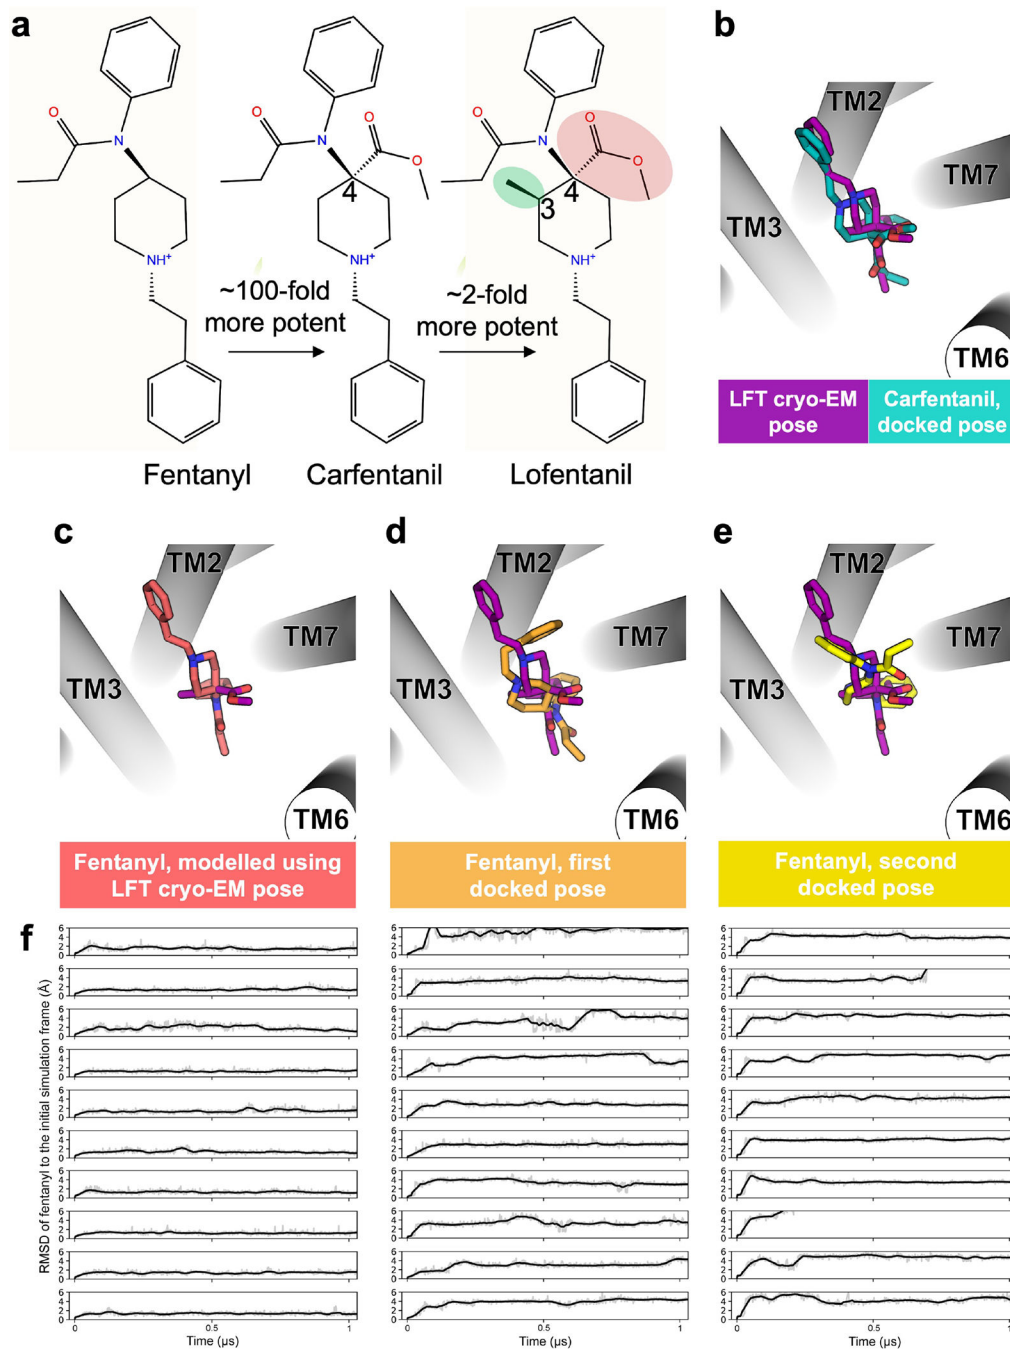 a
O
N
O
O
4
NH+
O
N
O
O
3
4
NH+
NH+
~100-fold
more potent
~2-fold
more potent
Fentanyl
Carfentanil
Lofentanil
b
TM2
TM7
TM3
TM6
LFT cryo-EM
pose
Carfentanil,
docked pose
c
TM2
TM7
TM3
TM6
Fentanyl, modelled using
LFT cryo-EM pose
d
TM2
TM7
TM3
TM6
Fentanyl, first
docked pose
e
TM2
TM7
TM3
TM6
Fentanyl, second
docked pose
f
RMSD of fentanyl to the initial simulation frame (Å)
6
4
2
0
0 0.5 1
Time (µs)
0 0.5 1
Time (µs)
0 0.5 1
Time (µs)